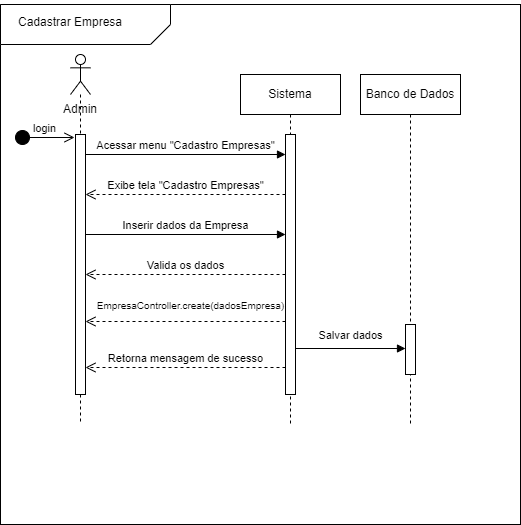 Cadastrar Empresa
Admin
Sistema
Banco de Dados
login
Acessar menu "Cadastro Empresas"
Exibe tela "Cadastro Empresas"
Inserir dados da Empresa
Valida os dados
EmpresaController.create(dadosEmpresa)
Salvar dados
Retorna mensagem de sucesso